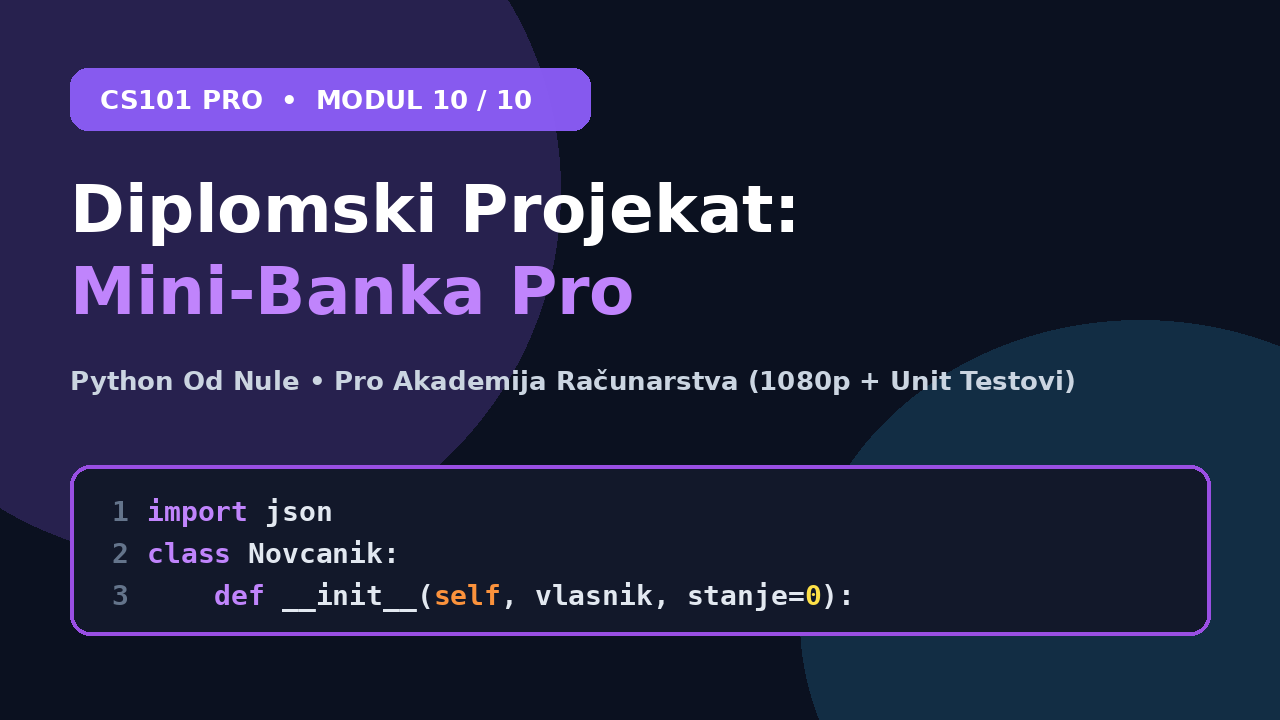 CS101 PRO • MODUL 10 / 10
Diplomski Projekat:
Mini-Banka Pro
Python Od Nule • Pro Akademija Računarstva (1080p + Unit Testovi)
1 import json
2 class Novcanik:
3     def __init__(self, vlasnik, stanje=0):